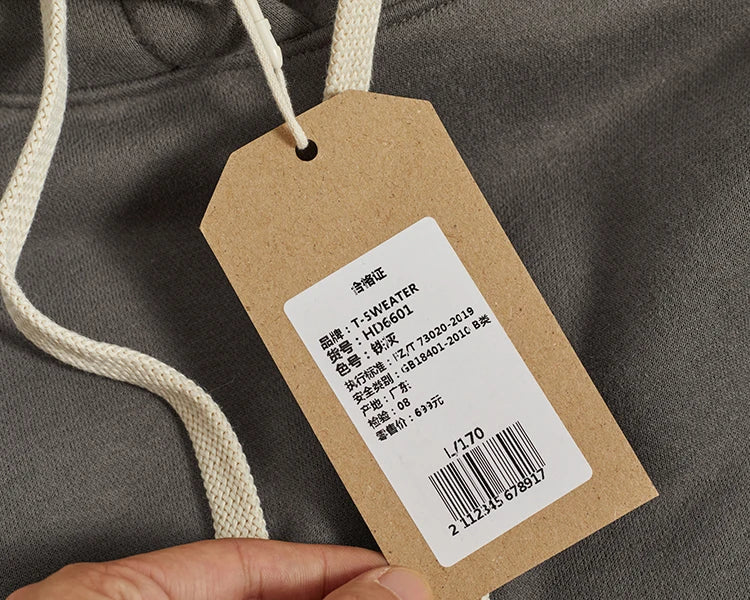 合格证
品牌：T-SWEATER
货号：HD6601
色号：铁灰
执行标准：FZ/T 73020-2019
安全类别：GB18401-2010 B类
产地：广东
检验：08
零售价：699元
L/170
2 112345 678917